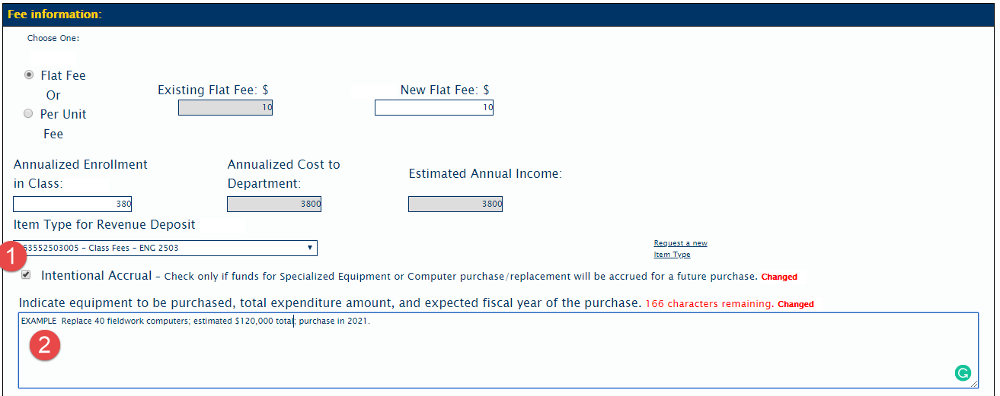 Fee information:
Choose One:
Flat Fee
Or
Per Unit
Fee
Existing Flat Fee: $
10
New Flat Fee: $
10
Annualized Enrollment
in Class:
380
Annualized Cost to
Department:
3800
Estimated Annual Income:
3800
Item Type for Revenue Deposit
1
63552503005 - Class Fees - ENG 2503
Request a new
Item Type
Intentional Accrual - Check only if funds for Specialized Equipment or Computer purchase/replacement will be accrued for a future purchase. Changed
Indicate equipment to be purchased, total expenditure amount, and expected fiscal year of the purchase. 166 characters remaining. Changed
EXAMPLE Replace 40 fieldwork computers; estimated $120,000 total; purchase in 2021.
2